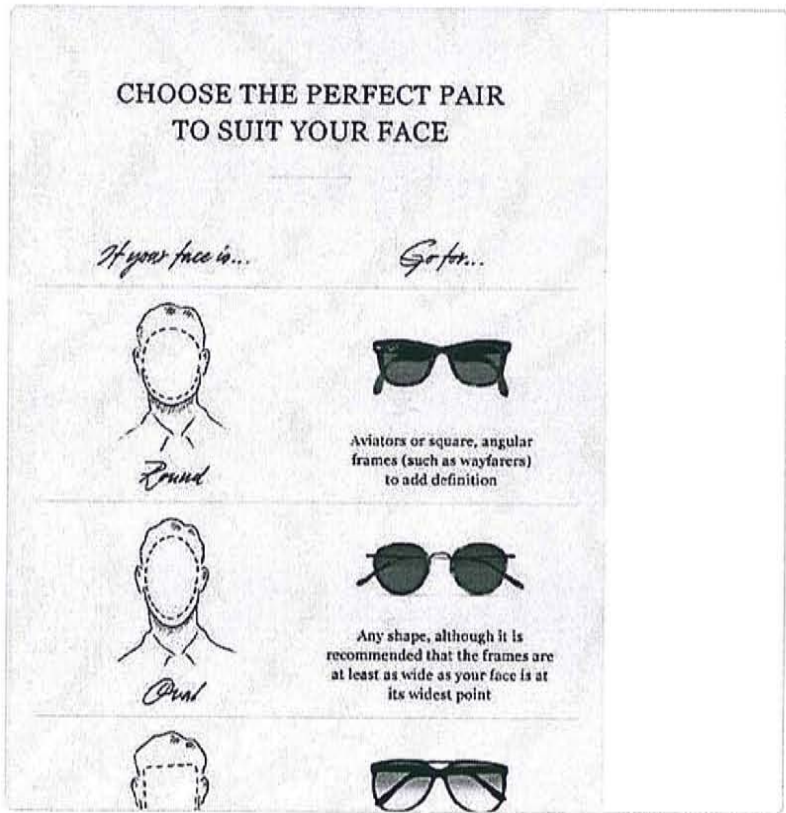 CHOOSE THE PERFECT PAIR
TO SUIT YOUR FACE
If your face is...
Go for...
Aviators or square, angular
frames (such as wayfarers)
to add definition
Round
Any shape, although it is
recommended that the frames are
at least as wide as your face is at
its widest point
Oval